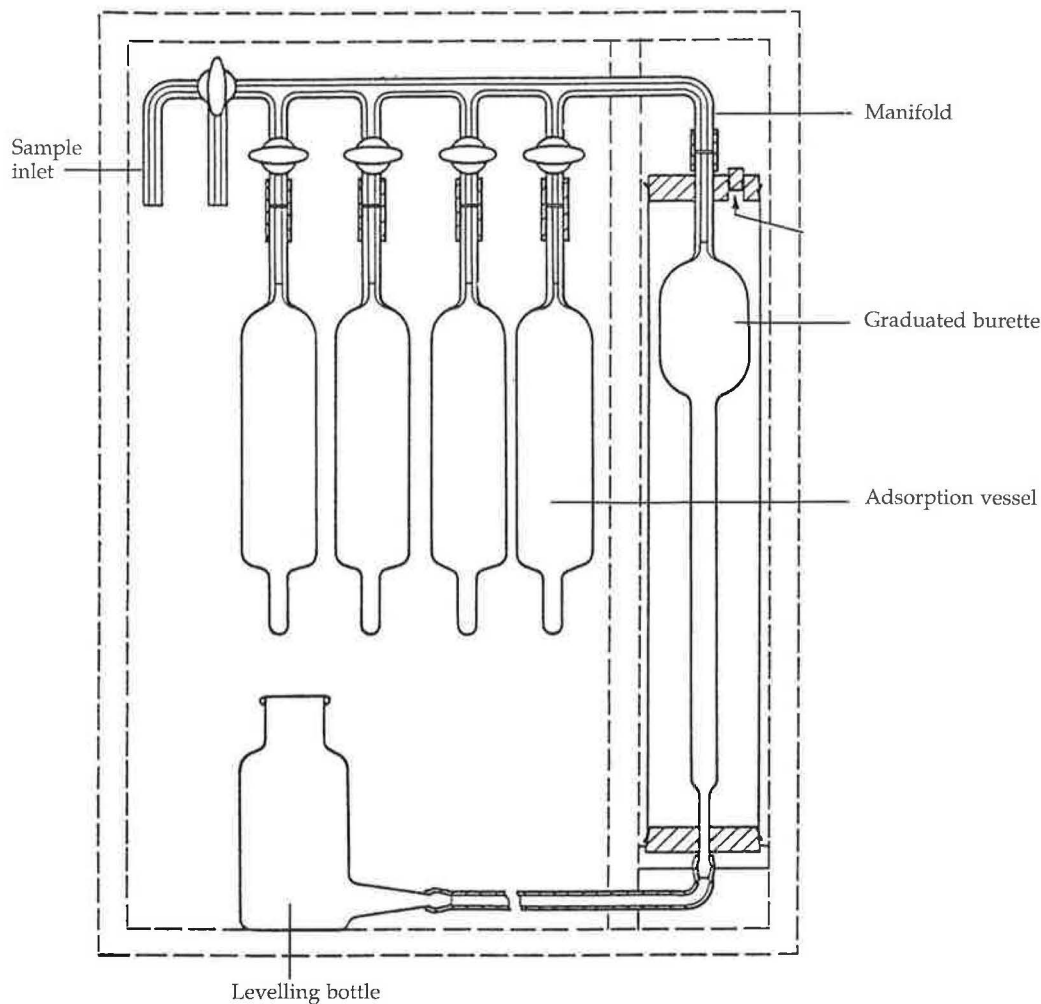 Manifold
Sample
inlet
Graduated burette
Adsorption vessel
Levelling bottle